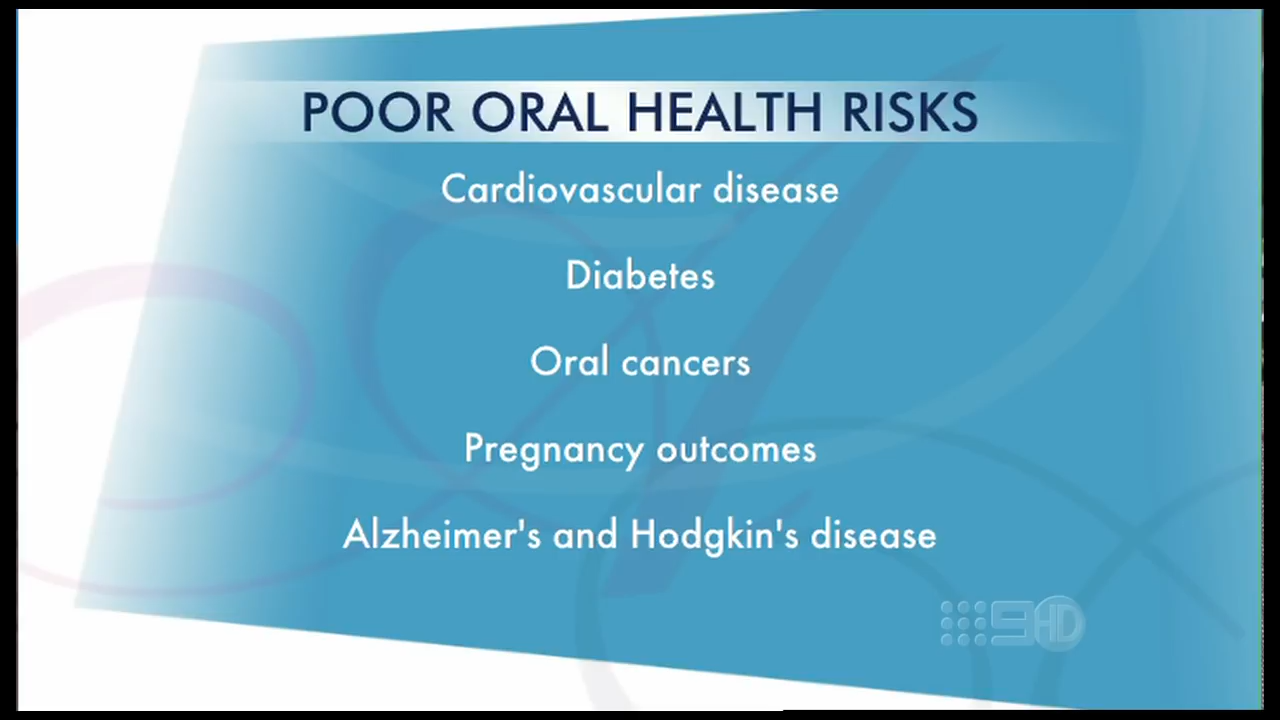 POOR ORAL HEALTH RISKS
Cardiovascular disease
Diabetes
Oral cancers
Pregnancy outcomes
Alzheimer's and Hodgkin's disease
9HD